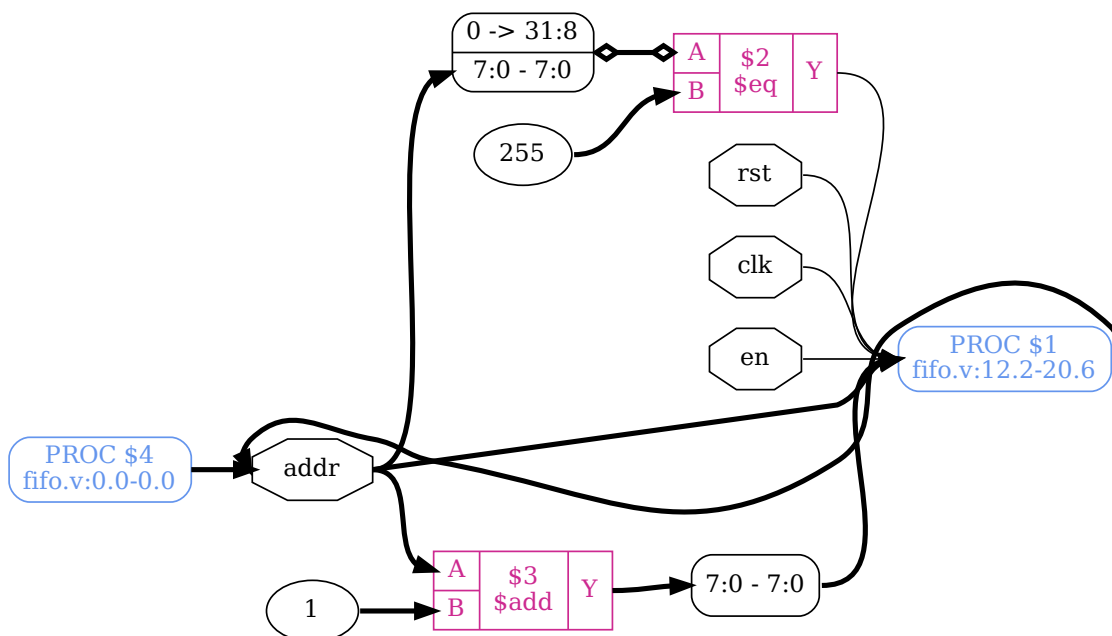 0 -> 31:8
7:0 - 7:0
A
B
$2
$eq
Y
255
rst
clk
en
PROC $1
fifo.v:12.2-20.6
PROC $4
fifo.v:0.0-0.0
addr
A
B
$3
$add
Y
7:0 - 7:0
1